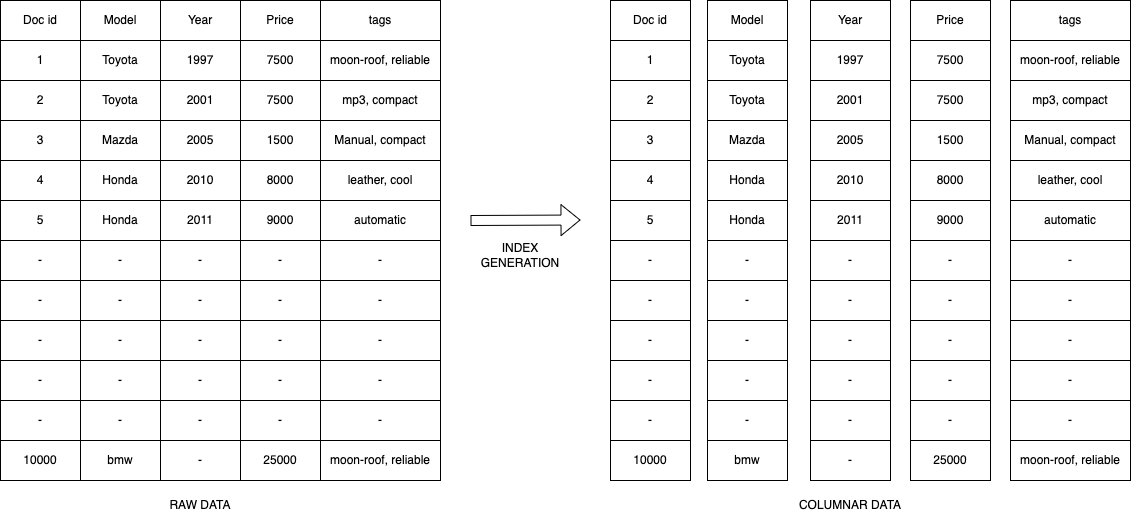 Doc id Model Year Price tags Doc id Model Year Price tags
1 Toyota 1997 7500 moon-roof, reliable 1 Toyota 1997 7500 moon-roof, reliable
2 Toyota 2001 7500 mp3, compact 2 Toyota 2001 7500 mp3, compact
3 Mazda 2005 1500 Manual, compact 3 Mazda 2005 1500 Manual, compact
4 Honda 2010 8000 leather, cool 4 Honda 2010 8000 leather, cool
5 Honda 2011 9000 automatic 5 Honda 2011 9000 automatic
INDEX
GENERATION
- - - - - - - - - -
- - - - - - - - - -
- - - - - - - - - -
- - - - - - - - - -
- - - - - - - - - -
10000 bmw - 25000 moon-roof, reliable 10000 bmw - 25000 moon-roof, reliable
RAW DATA COLUMNAR DATA